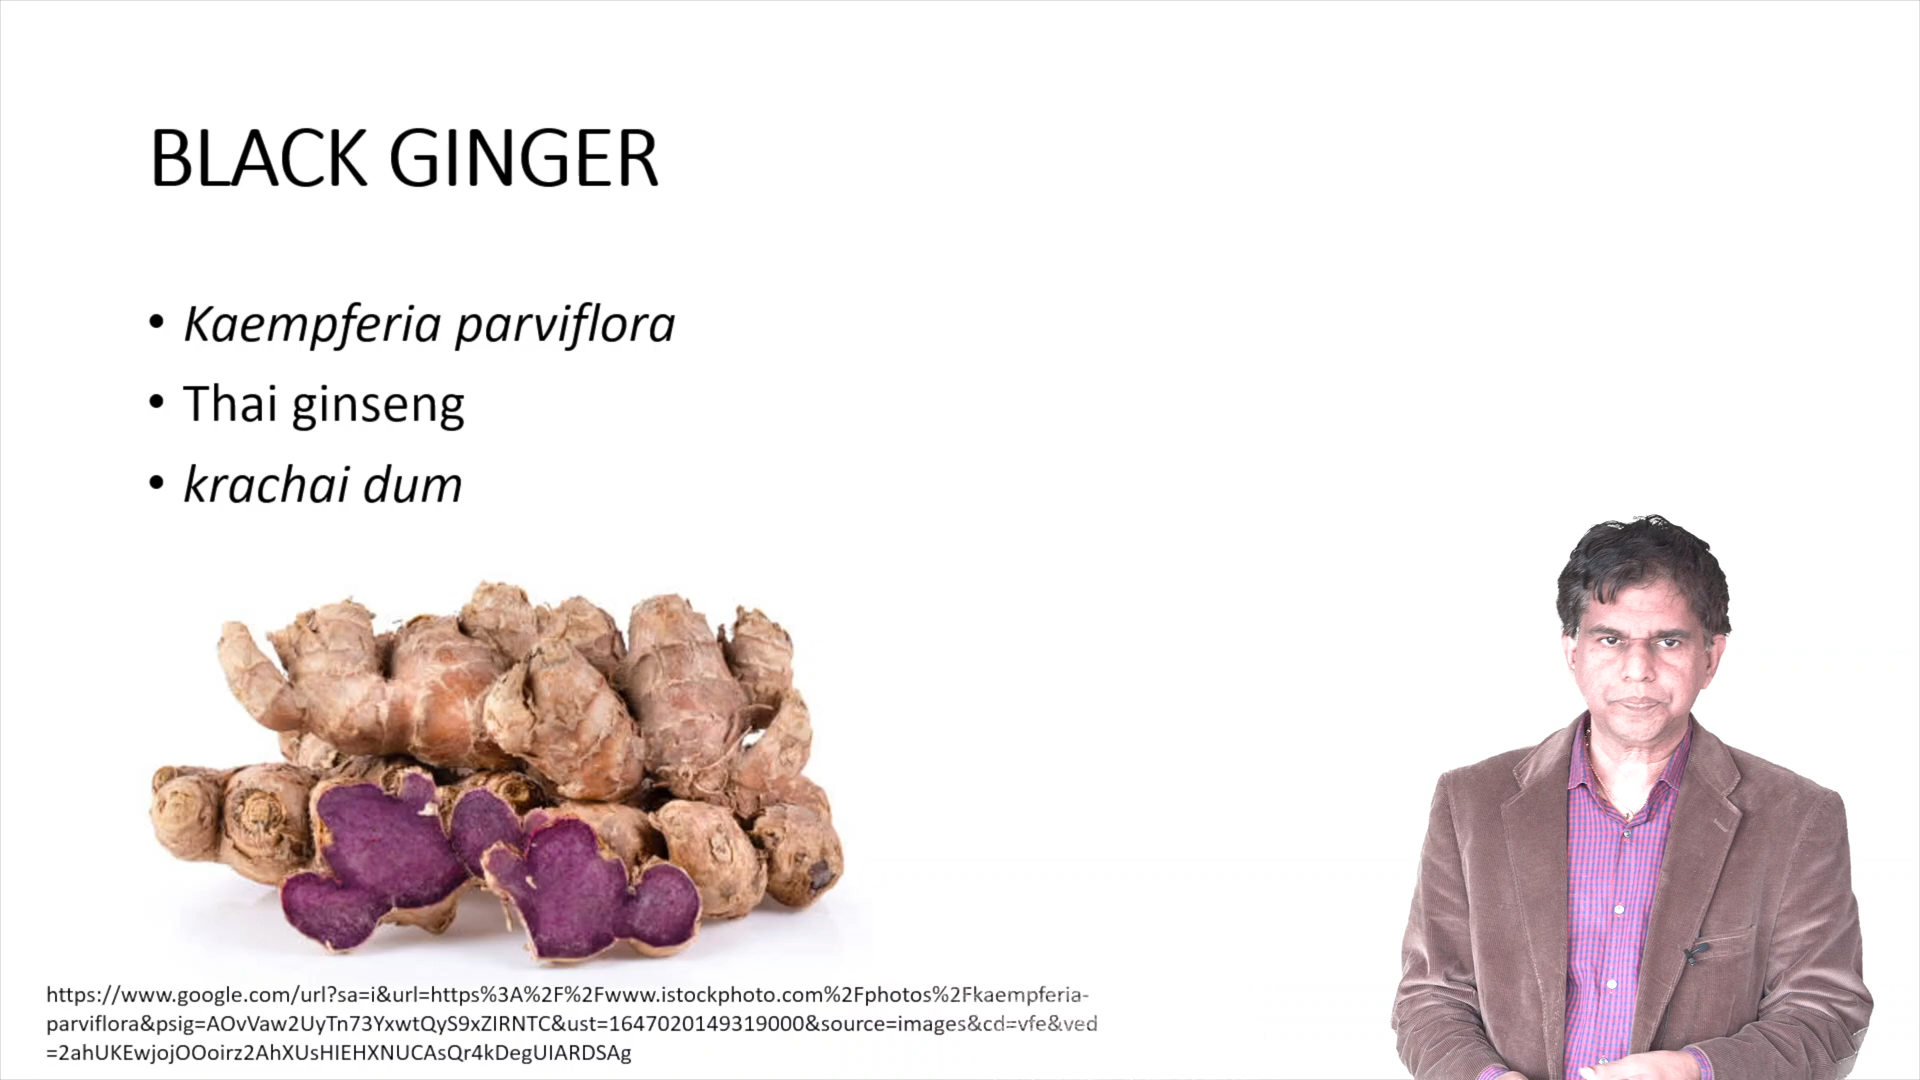 BLACK GINGER
• Kaempferia parviflora
• Thai ginseng
• krachai dum
https://www.google.com/url?sa=i&url=https%3A%2F%2Fwww.istockphoto.com%2Fphotos%2Fkaempferia-
parviflora&psig=AOvVaw2UyTn73YxwtQyS9xZIRNTC&ust=1647020149319000&source=images&cd=vfe&ved
=2ahUKEwjojOOoirz2AhXUsHIEHXNUCAsQr4kDegUIARDSAg